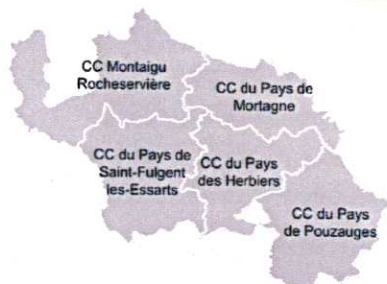 CC Montaigu
Rocheservière
CC du Pays de
Mortagne
CC du Pays de
Saint-Fulgent
les-Essarts
CC du Pays
des Herbiers
CC du Pays
de Pouzauges